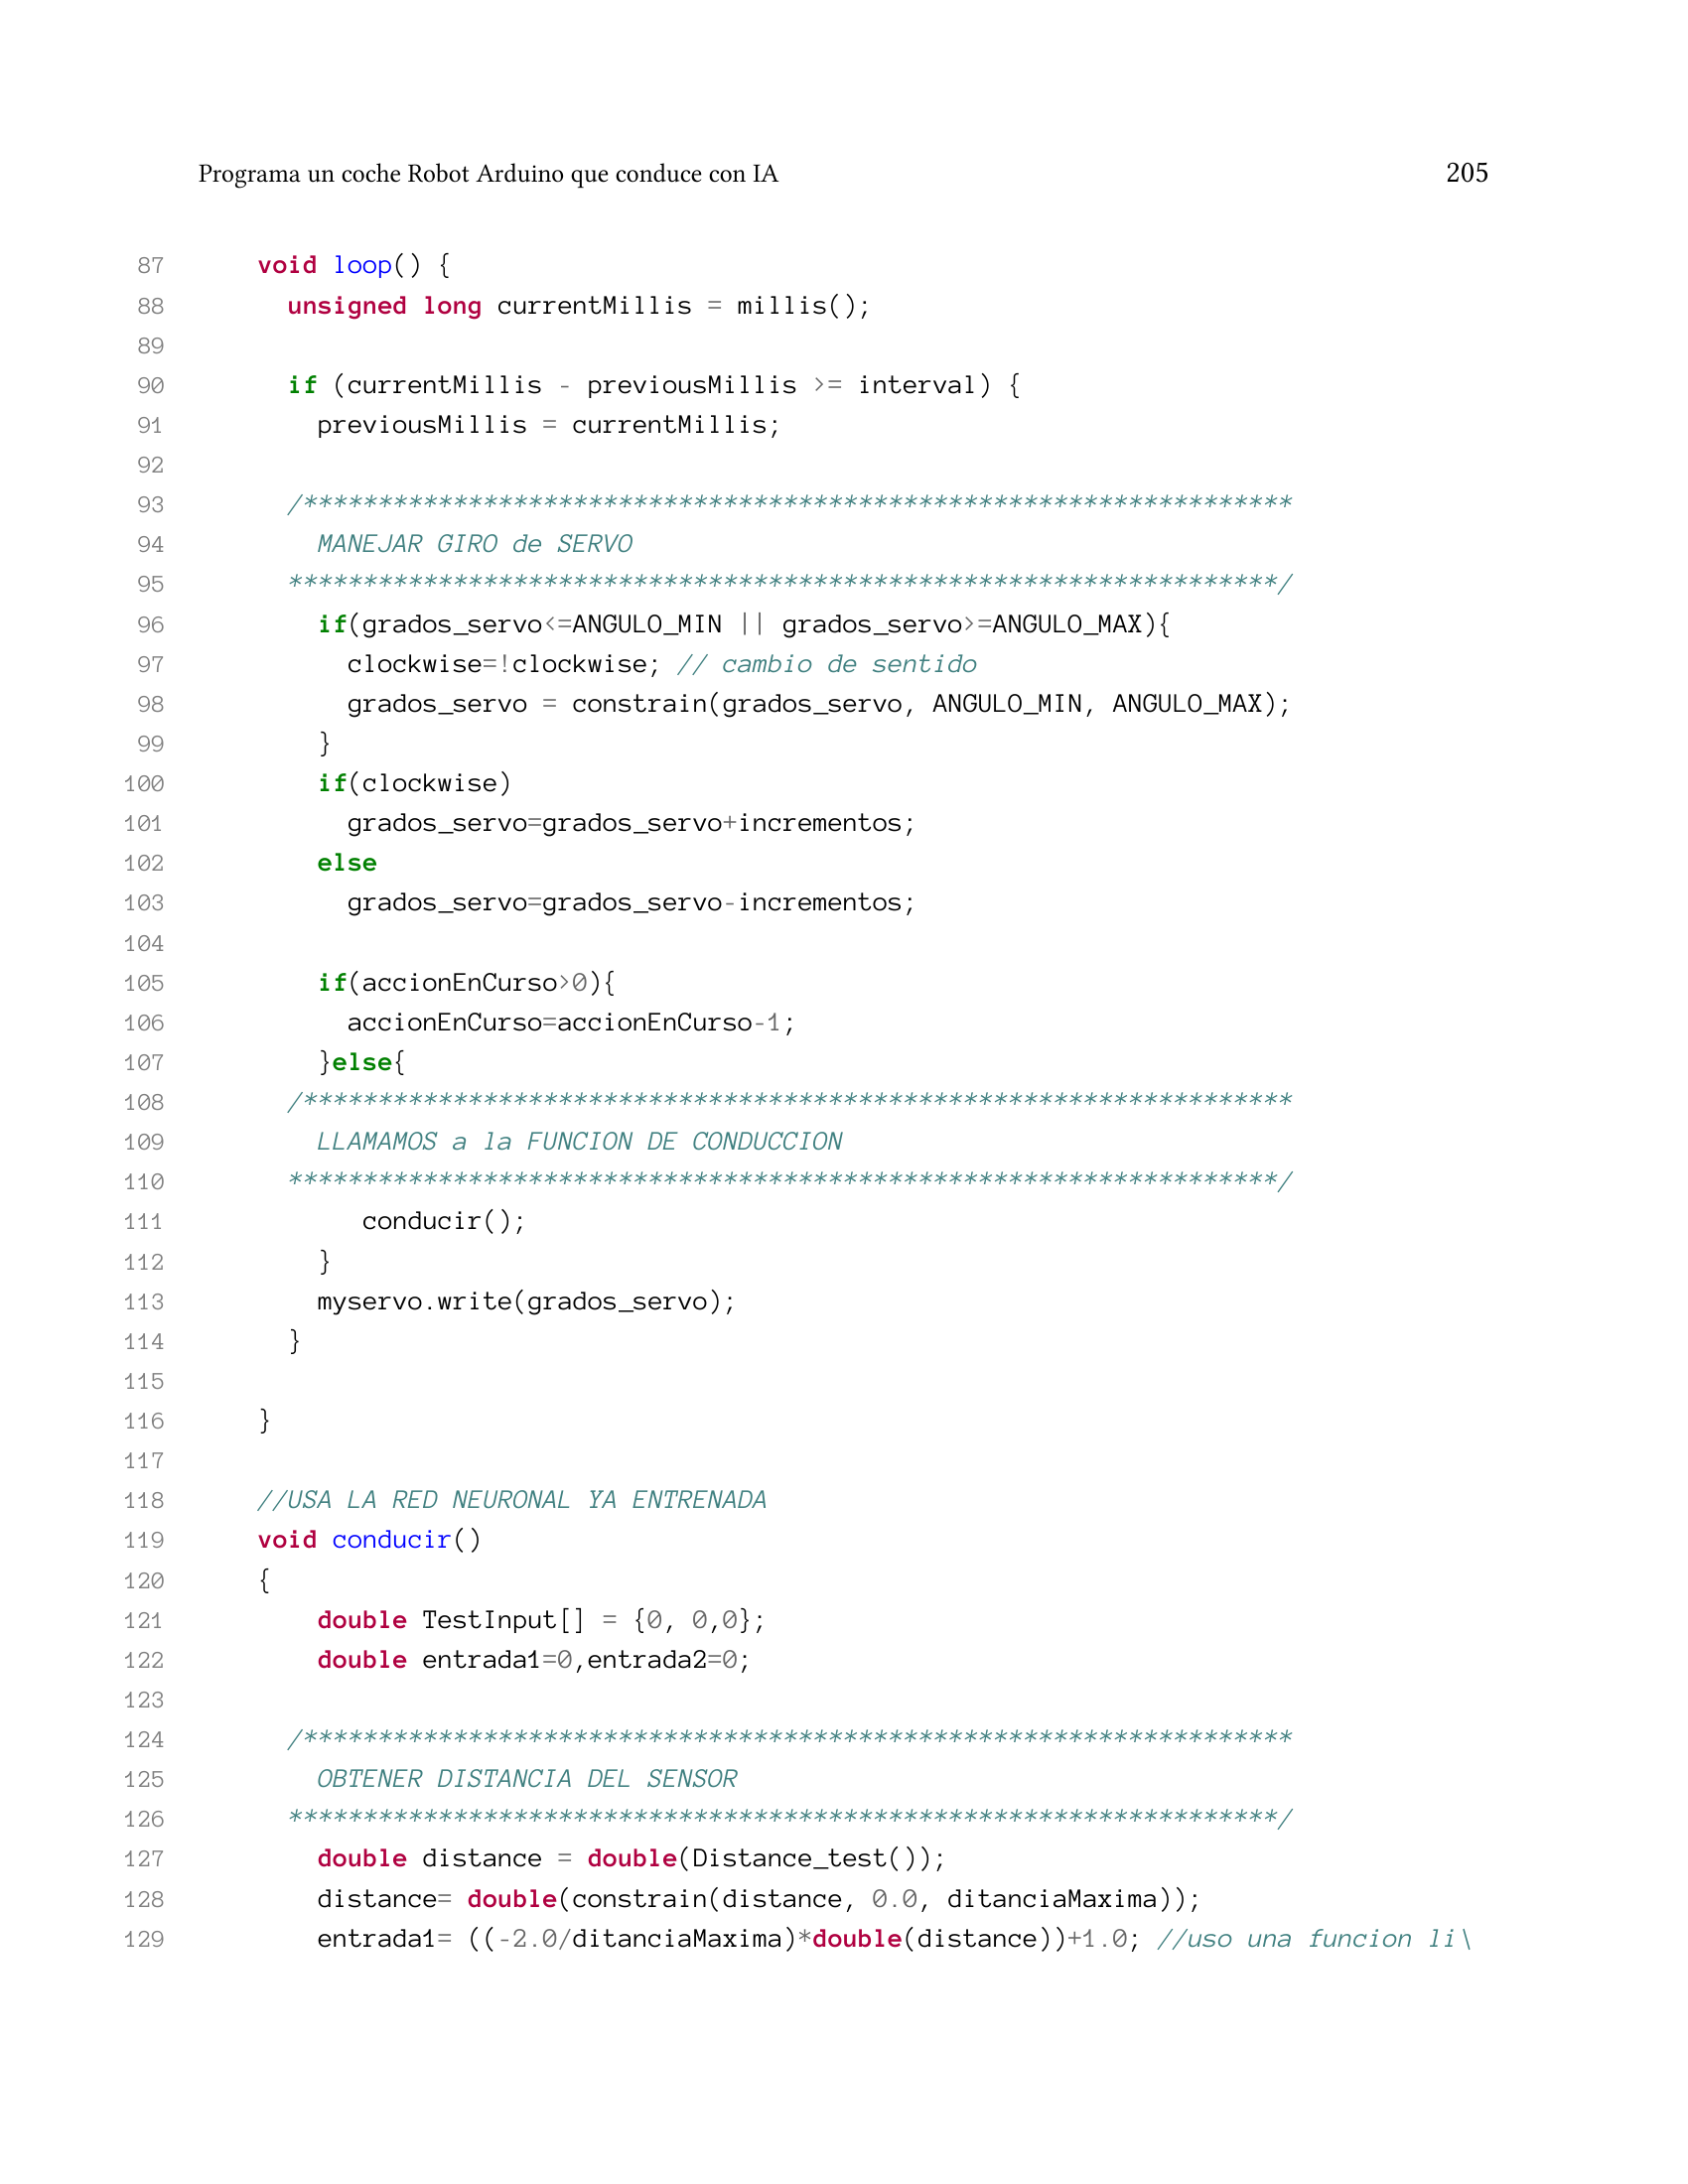 Programa un coche Robot Arduino que conduce con IA 205
87 void loop() {
88 unsigned long currentMillis = millis();
89
90 if (currentMillis - previousMillis >= interval) {
91 previousMillis = currentMillis;
92
93 /******************************************************************
94 MANEJAR GIRO de SERVO
95 ******************************************************************/
96 if(grados_servo<=ANGULO_MIN || grados_servo>=ANGULO_MAX){
97 clockwise=!clockwise; // cambio de sentido
98 grados_servo = constrain(grados_servo, ANGULO_MIN, ANGULO_MAX);
99 }
100 if(clockwise)
101 grados_servo=grados_servo+incrementos;
102 else
103 grados_servo=grados_servo-incrementos;
104
105 if(accionEnCurso>0){
106 accionEnCurso=accionEnCurso-1;
107 }else{
108 /******************************************************************
109 LLAMAMOS a la FUNCION DE CONDUCCION
110 ******************************************************************/
111 conducir();
112 }
113 myservo.write(grados_servo);
114 }
115
116 }
117
118 //USA LA RED NEURONAL YA ENTRENADA
119 void conducir()
120 {
121 double TestInput[] = {0, 0,0};
122 double entrada1=0,entrada2=0;
123
124 /******************************************************************
125 OBTENER DISTANCIA DEL SENSOR
126 ******************************************************************/
127 double distance = double(Distance_test());
128 distance= double(constrain(distance, 0.0, ditanciaMaxima));
129 entrada1= ((-2.0/ditanciaMaxima)*double(distance))+1.0; //uso una funcion li\